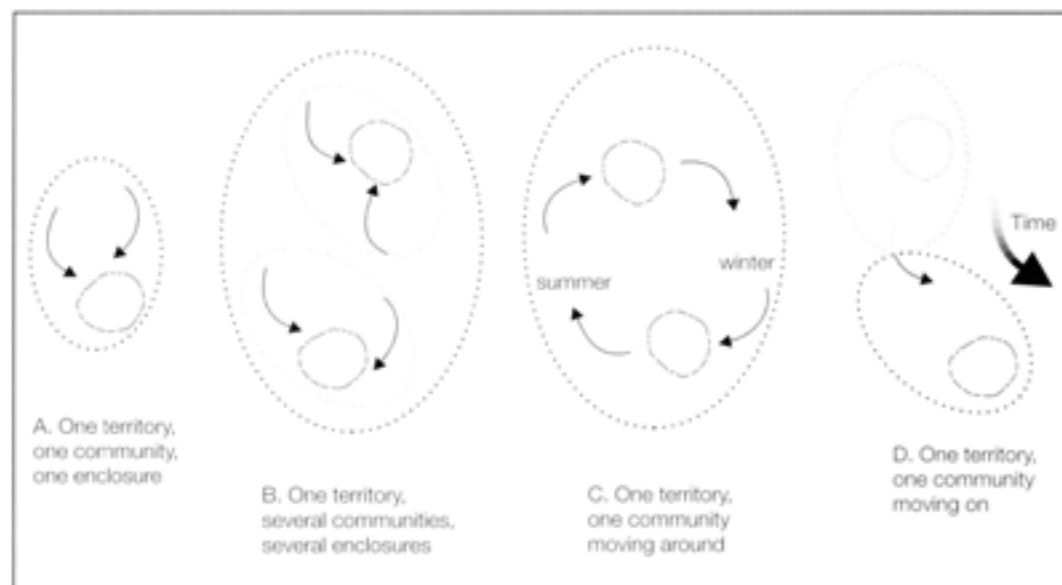 Time
summer
winter
A. One territory,
one community,
one enclosure
B. One territory,
several communities,
several enclosures
C. One territory,
one community
moving around
D. One territory,
one community
moving on